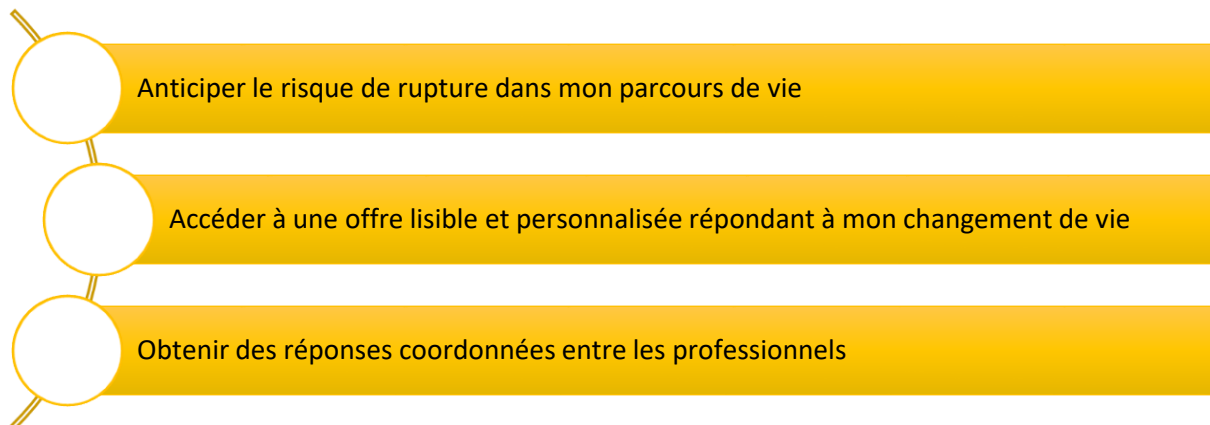 Anticiper le risque de rupture dans mon parcours de vie
Accéder à une offre lisible et personnalisée répondant à mon changement de vie
Obtenir des réponses coordonnées entre les professionnels